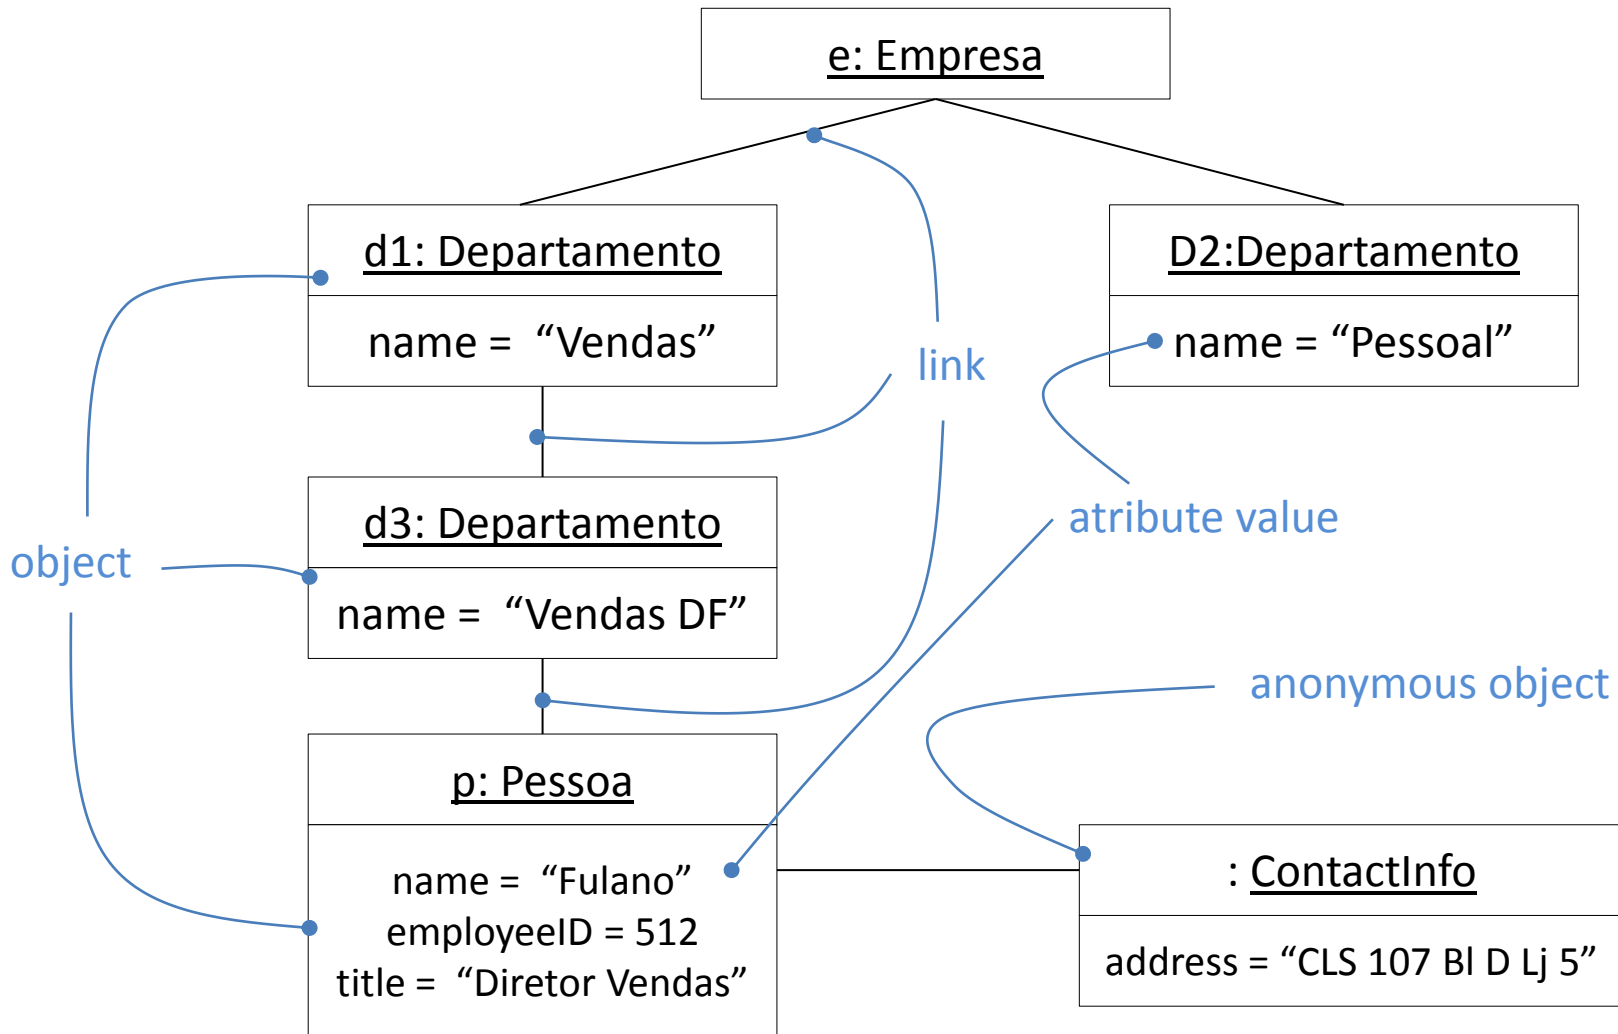 e: Empresa
d1: Departamento
name =  “Vendas”
D2:Departamento
name = “Pessoal”
link
d3: Departamento
name =  “Vendas DF”
atribute value
object
anonymous object
p: Pessoa
name =  “Fulano”
employeeID = 512
title =  “Diretor Vendas”
: ContactInfo
address = “CLS 107 Bl D Lj 5”